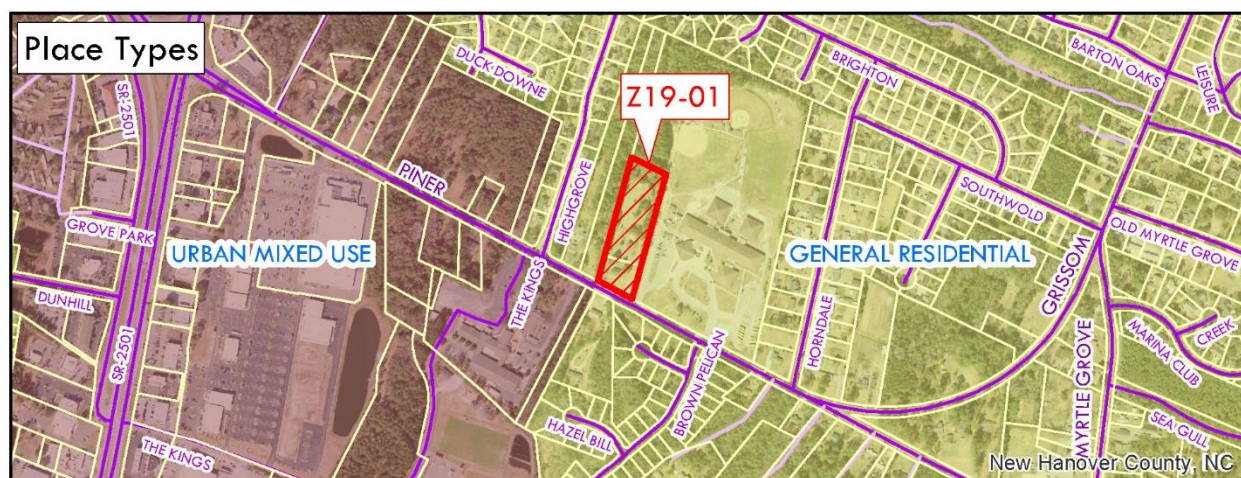 Place Types
SR-2501
DUCK DOWNE
HIGHGROVE
Z19-01
BRIGHTON
BARTON OAKS
LEISURE
PINER
GROVE PARK
URBAN MIXED USE
SOUTHWOLD
OLD MYRTLE GROVE
GENERAL RESIDENTIAL
GRISSOM
DUNHILL
THE KINGS
HORNDALE
MARINA CLUB
CREEK
SR-2501
BROWN PELICAN
HAZEL BILL
MYRTLE GROVE
SEA GULL
THE KINGS
New Hanover County, NC